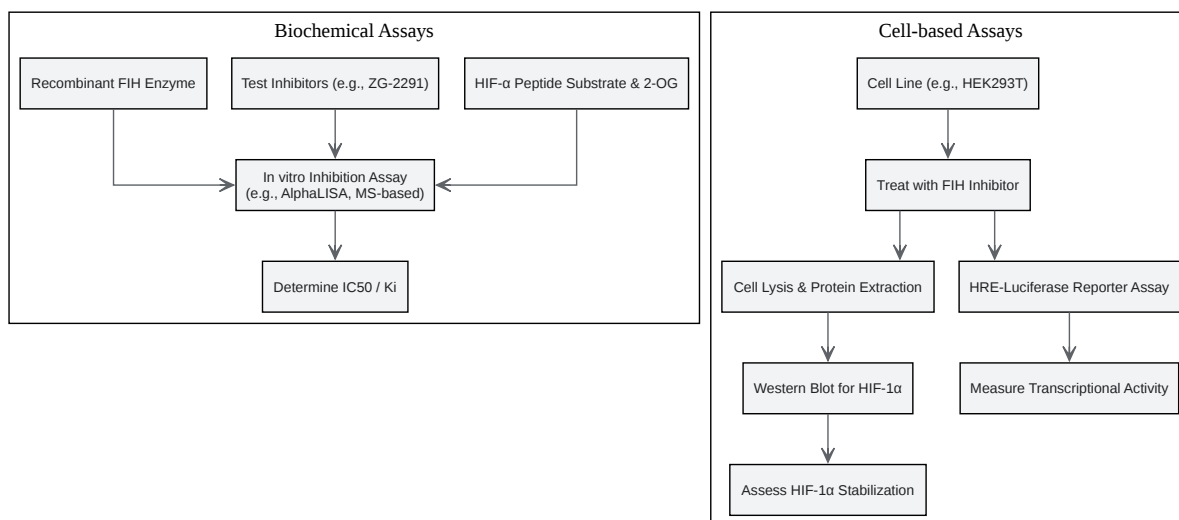 Biochemical Assays
Recombinant FIH Enzyme
Test Inhibitors (e.g., ZG-2291)
HIF-α Peptide Substrate & 2-OG
In vitro Inhibition Assay
(e.g., AlphaLISA, MS-based)
Determine IC50 / Ki
Cell-based Assays
Cell Line (e.g., HEK293T)
Treat with FIH Inhibitor
Cell Lysis & Protein Extraction
HRE-Luciferase Reporter Assay
Western Blot for HIF-1α
Measure Transcriptional Activity
Assess HIF-1α Stabilization